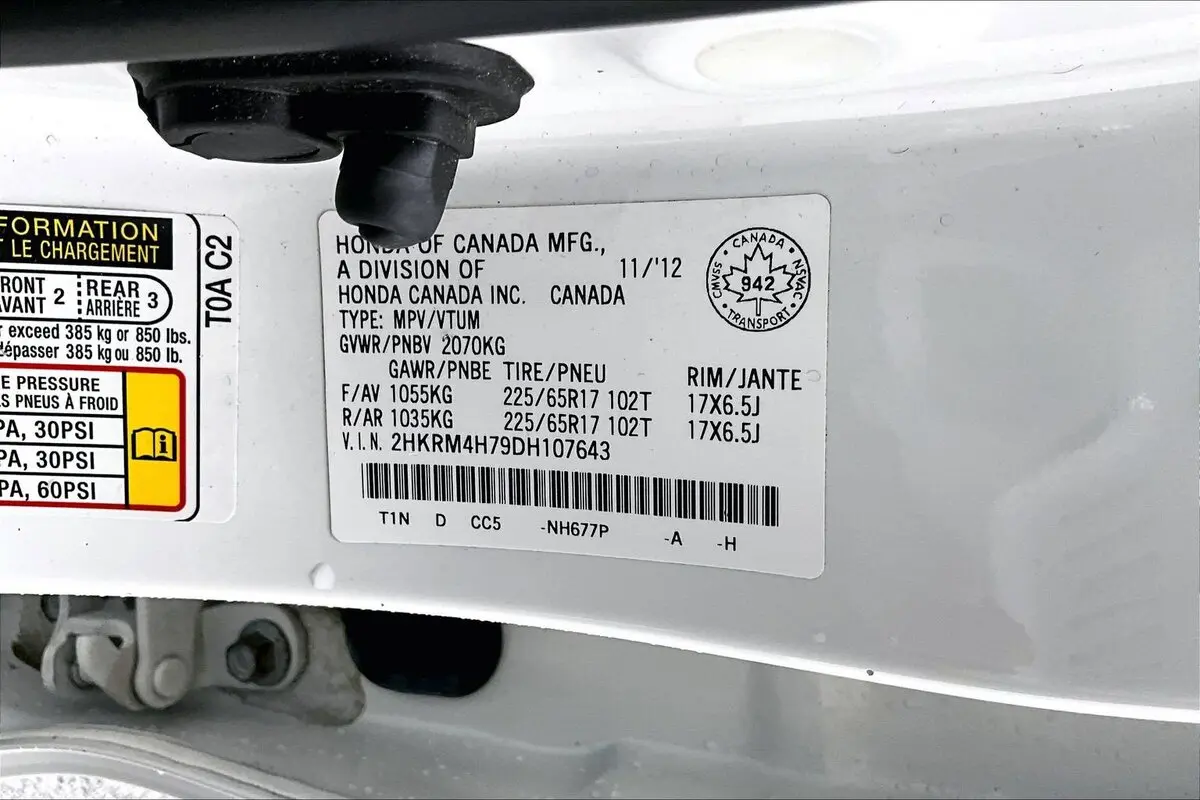 FORMATION
T LE CHARGEMENT
RONT
AVANT 2
REAR
ARRIÈRE 3
r exceed 385 kg or 850 lbs.
épasser 385 kg ou 850 lb.
E PRESSURE
S PNEUS À FROID
PA, 30PSI
PA, 30PSI
PA, 60PSI
T0A C2
HONDA OF CANADA MFG.,
A DIVISION OF 11/'12
HONDA CANADA INC. CANADA
TYPE: MPV/VTUM
GVWR/PNBV 2070KG
GAWR/PNBE TIRE/PNEU RIM/JANTE
F/AV 1055KG 225/65R17 102T 17X6.5J
R/AR 1035KG 225/65R17 102T 17X6.5J
V.I.N. 2HKRM4H79DH107643
T1N D CC5 -NH677P -A -H
CANADA
CMVSS
942
NSVAC
TRANSPORT